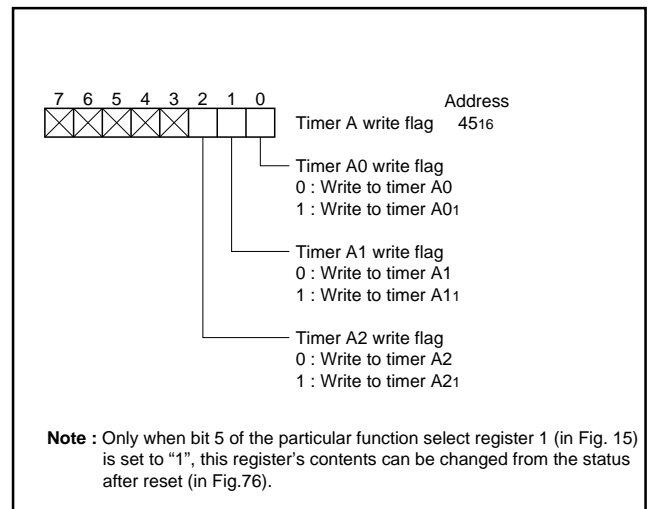 7 6 5 4 3 2 1 0
Address
Timer A write flag 4516
Timer A0 write flag
0 : Write to timer A0
1 : Write to timer A01
Timer A1 write flag
0 : Write to timer A1
1 : Write to timer A11
Timer A2 write flag
0 : Write to timer A2
1 : Write to timer A21
Note : Only when bit 5 of the particular function select register 1 (in Fig. 15)
is set to “1”, this register’s contents can be changed from the status
after reset (in Fig.76).